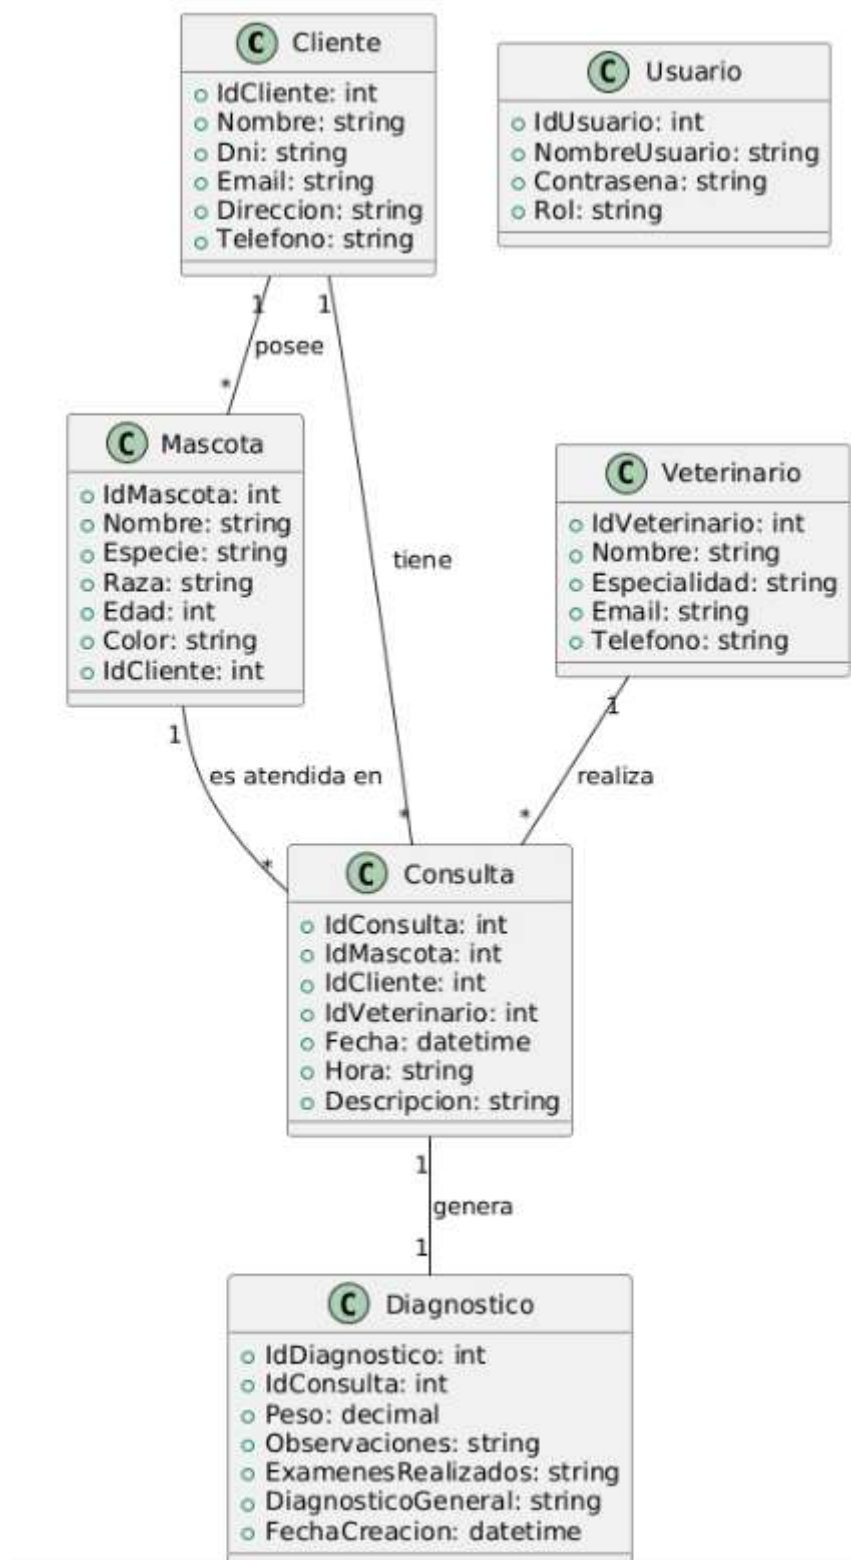 C Cliente
IdCliente: int
Nombre: string
Dni: string
Email: string
Direccion: string
Telefono: string
C Usuario
IdUsuario: int
NombreUsuario: string
Contrasena: string
Rol: string
1
1
posee
*
C Mascota
IdMascota: int
Nombre: string
Especie: string
Raza: string
Edad: int
Color: string
IdCliente: int
tiene
C Veterinario
IdVeterinario: int
Nombre: string
Especialidad: string
Email: string
Telefono: string
1
es atendida en
*
*
1
realiza
*
C Consulta
IdConsulta: int
IdMascota: int
IdCliente: int
IdVeterinario: int
Fecha: datetime
Hora: string
Descripcion: string
1
genera
1
C Diagnostico
IdDiagnostico: int
IdConsulta: int
Peso: decimal
Observaciones: string
ExamenesRealizados: string
DiagnosticoGeneral: string
FechaCreacion: datetime